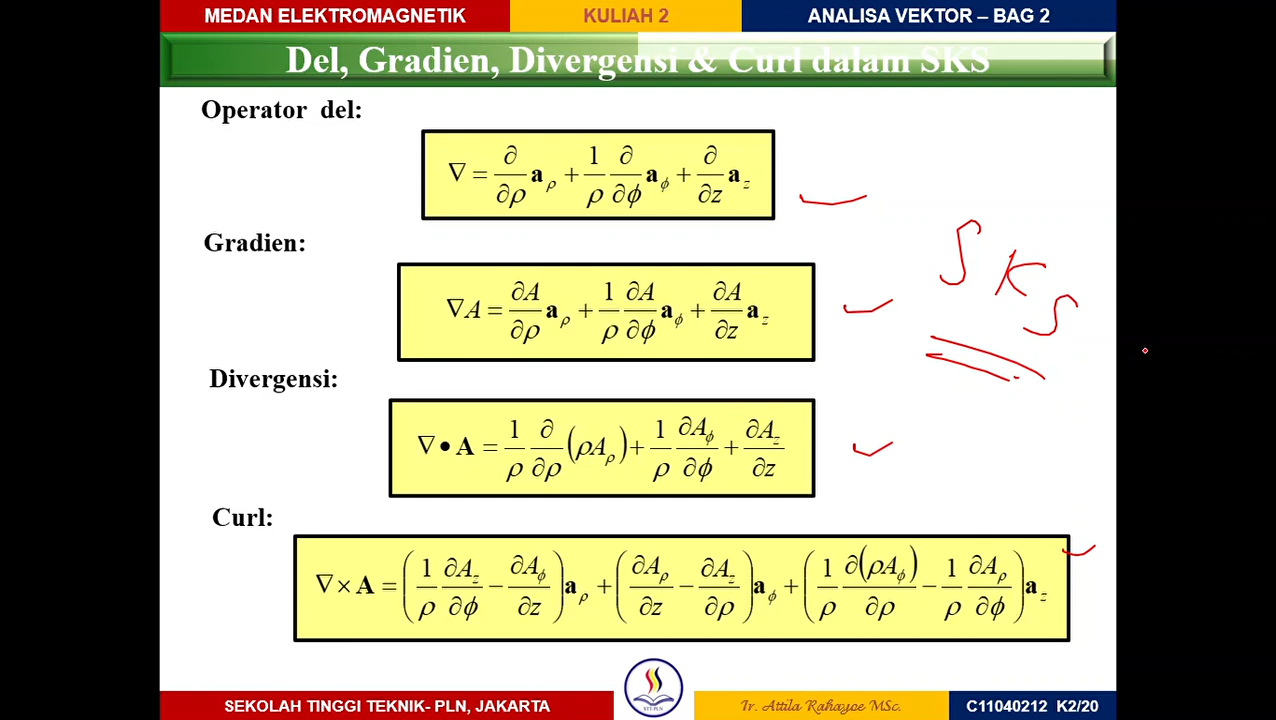 MEDAN ELEKTROMAGNETIK KULIAH 2 ANALISA VEKTOR – BAG 2
Del, Gradien, Divergensi & Curl dalam SKS
Operator del:
∇ = ∂/∂ρ a_ρ + 1/ρ ∂/∂ϕ a_ϕ + ∂/∂z a_z
Gradien:
∇A = ∂A/∂ρ a_ρ + 1/ρ ∂A/∂ϕ a_ϕ + ∂A/∂z a_z
SKS
Divergensi:
∇ • A = 1/ρ ∂/∂ρ (ρA_ρ) + 1/ρ ∂A_ϕ/∂ϕ + ∂A_z/∂z
Curl:
∇ × A = (1/ρ ∂A_z/∂ϕ − ∂A_ϕ/∂z) a_ρ + (∂A_ρ/∂z − ∂A_z/∂ρ) a_ϕ + (1/ρ ∂(ρA_ϕ)/∂ρ − 1/ρ ∂A_ρ/∂ϕ) a_z
SEKOLAH TINGGI TEKNIK- PLN, JAKARTA STT-PLN Ir. Attila Rahayoe MSc. C11040212 K2/20